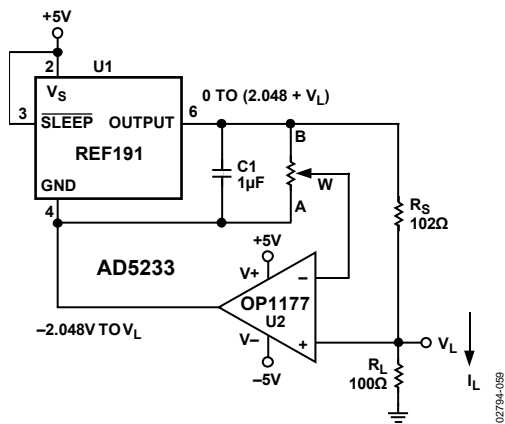 +5V
2
U1
V_S
6
0 TO (2.048 + V_L)
3
S̅L̅E̅E̅P̅ OUTPUT
B
REF191
C1
1µF
W
GND
A
R_S
102Ω
4
+5V
AD5233
V+
−
OP1177
U2
−2.048V TO V_L
V−
+
V_L
−5V
R_L
100Ω
I_L
02794-059